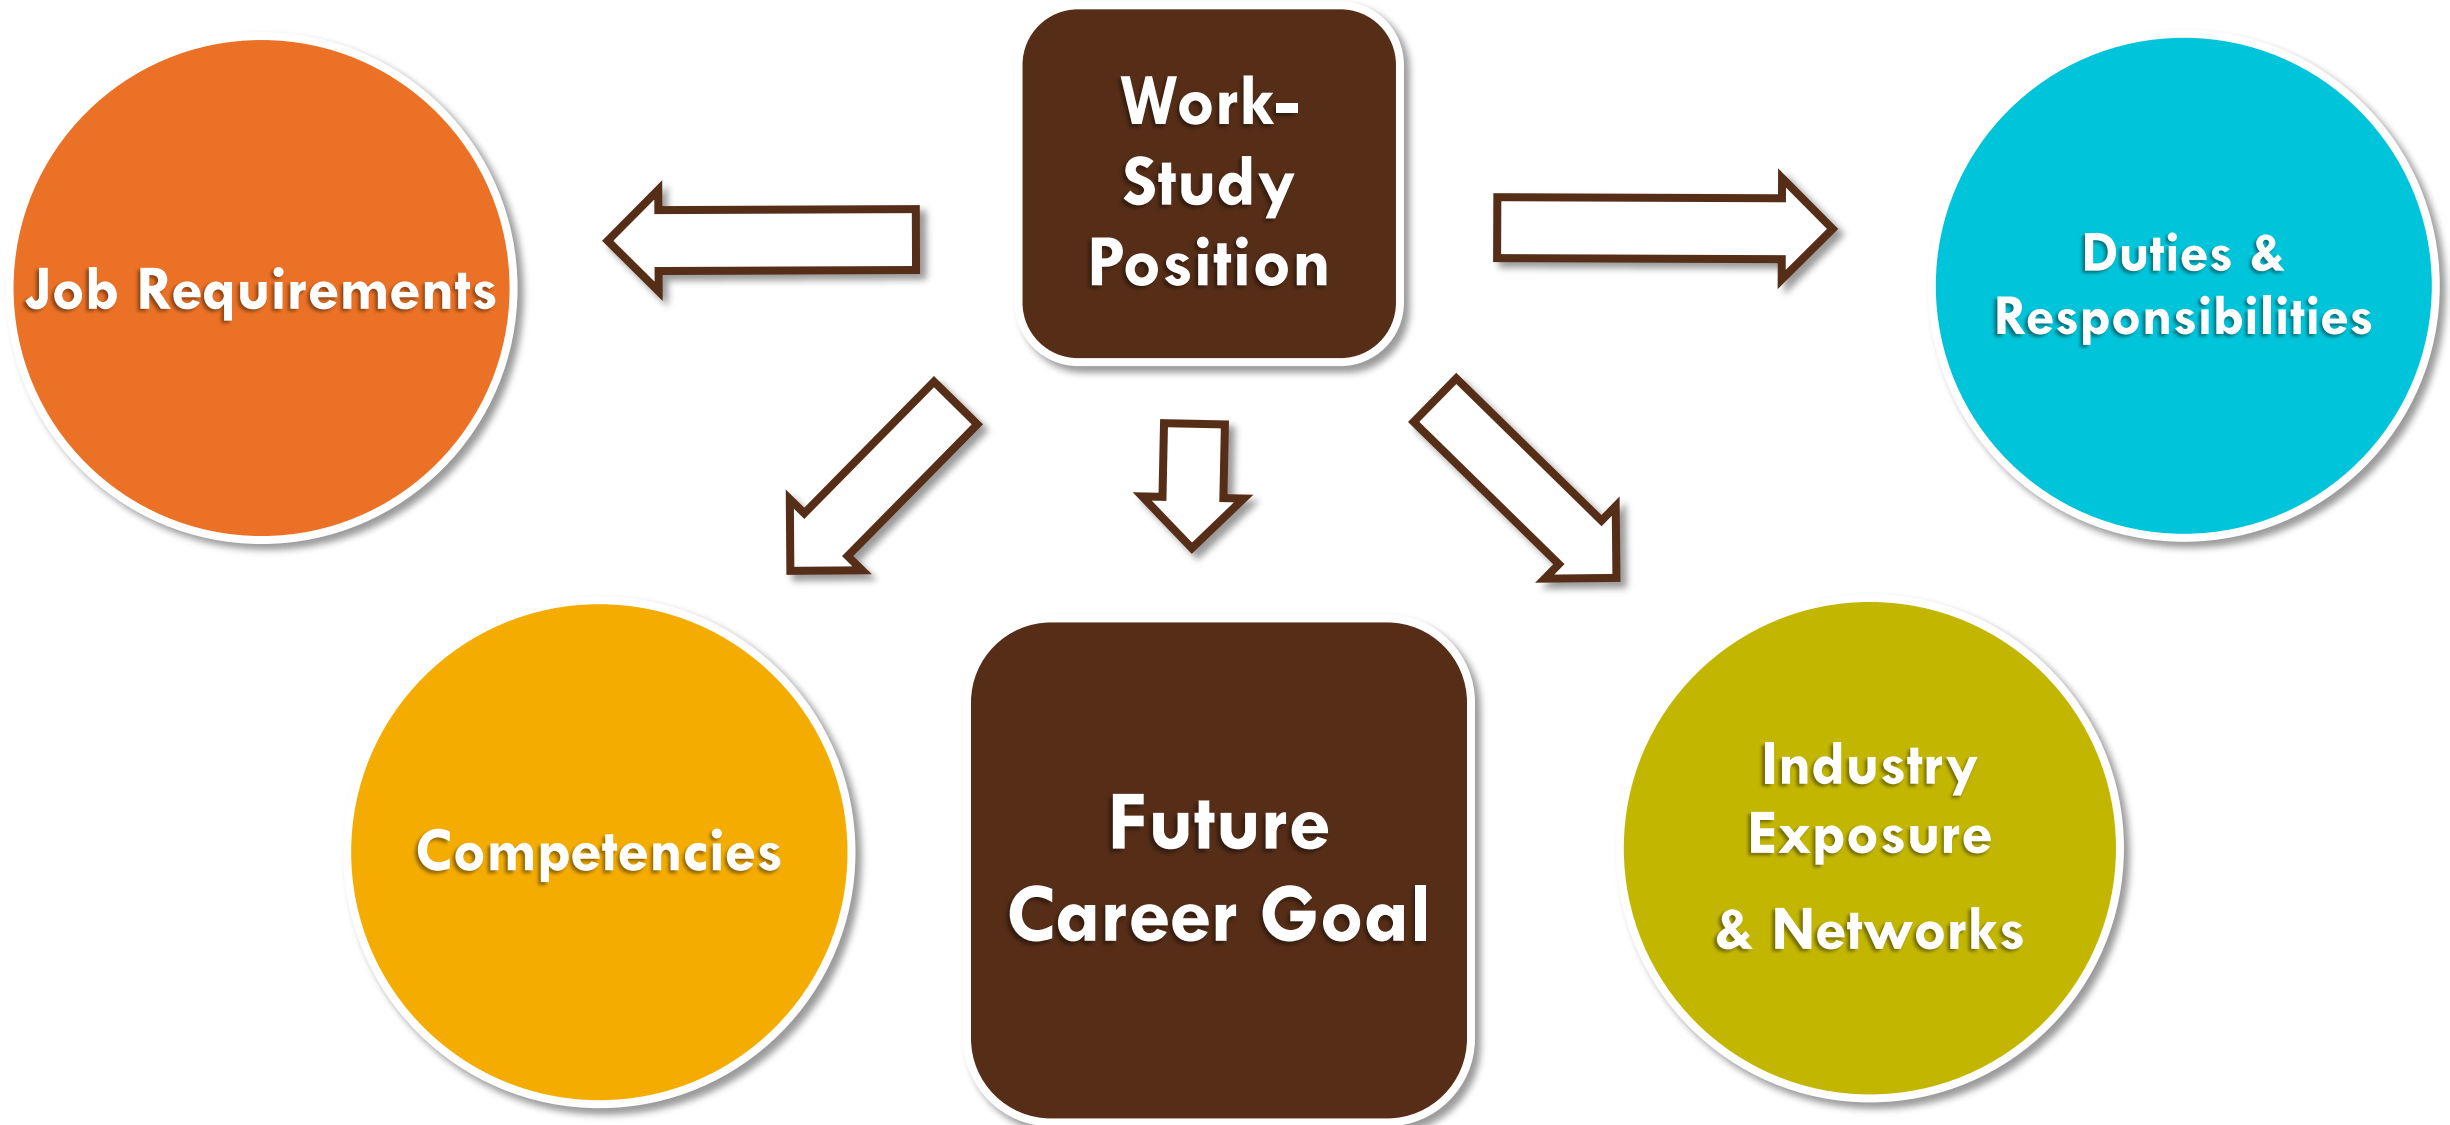 Work-
Study
Position
Job Requirements
Duties &
Responsibilities
Competencies
Future
Career Goal
Industry
Exposure
& Networks